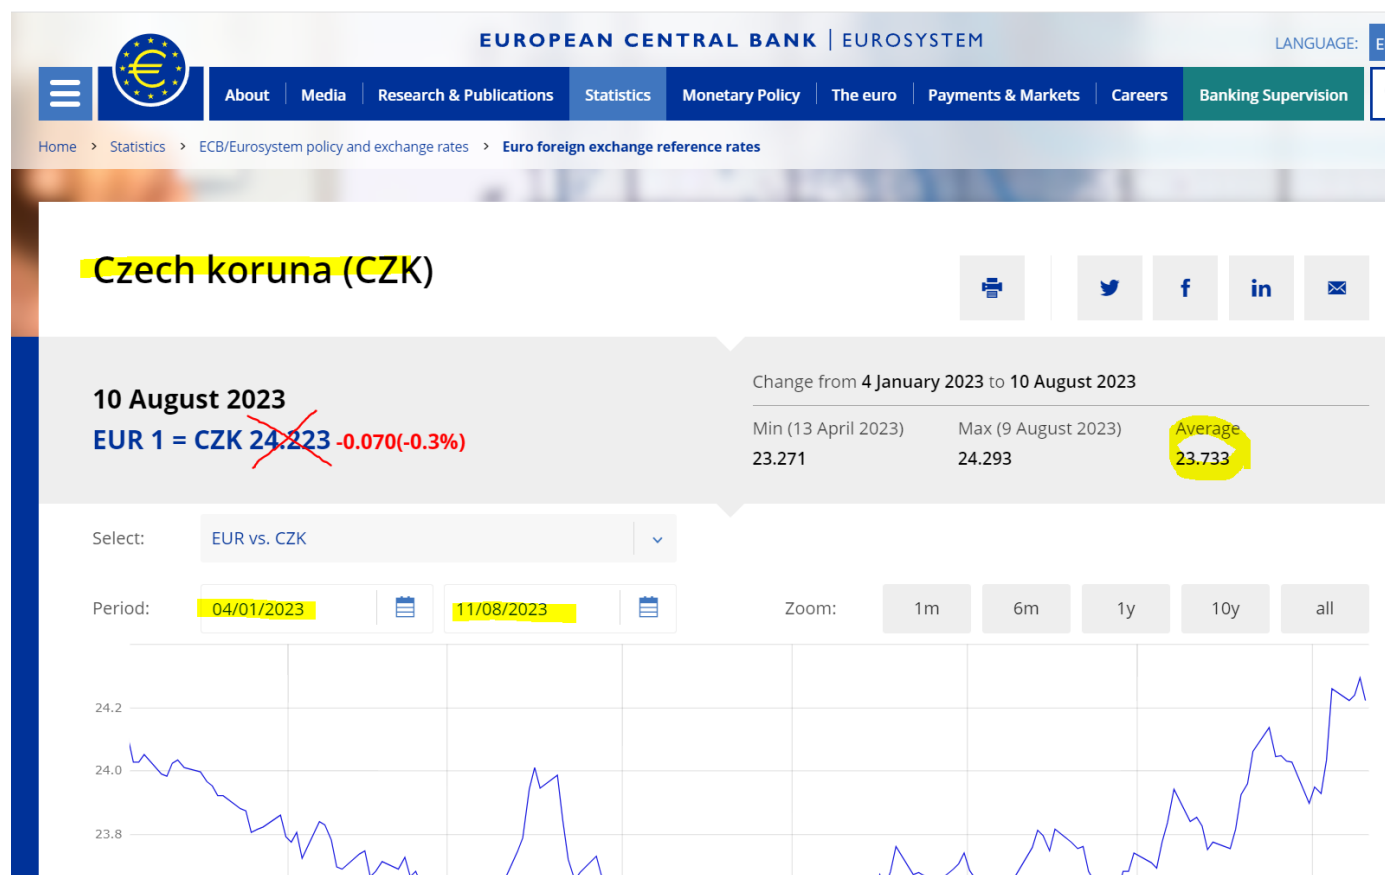 EUROPEAN CENTRAL BANK | EUROSYSTEM
LANGUAGE: E
About Media Research & Publications Statistics Monetary Policy The euro Payments & Markets Careers Banking Supervision
Home > Statistics > ECB/Eurosystem policy and exchange rates > Euro foreign exchange reference rates
Czech koruna (CZK)
10 August 2023
EUR 1 = CZK 24.223 -0.070(-0.3%)
Change from 4 January 2023 to 10 August 2023
Min (13 April 2023) Max (9 August 2023) Average
23.271 24.293 23.733
Select: EUR vs. CZK
Period: 04/01/2023 11/08/2023 Zoom: 1m 6m 1y 10y all
24.2
24.0
23.8